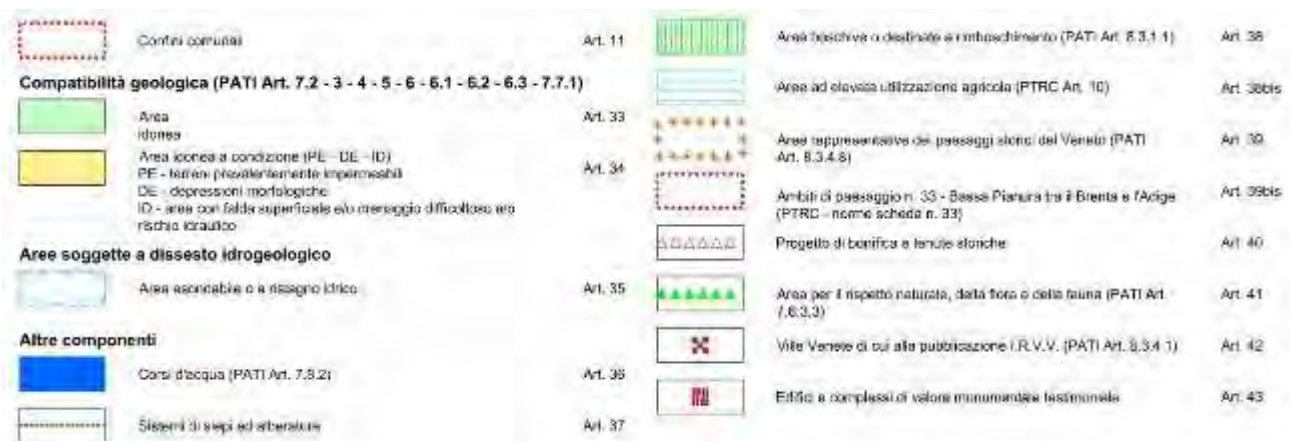 Confini comunali Art. 11
Compatibilità geologica (PATI Art. 7.2 - 3 - 4 - 5 - 6 - 6.1 - 6.2 - 6.3 - 7.7.1)
Area Art. 33
idonea
Area idonea a condizione (PE - DE - ID) Art. 34
PE - terreni prevalentemente impermeabili
DE - depressioni morfologiche
ID - area con falda superficiale e/o drenaggio difficoltoso e/o
rischio idraulico
Aree soggette a dissesto idrogeologico
Area esondabile o a ristagno idrico Art. 35
Altre componenti
Corsi d'acqua (PATI Art. 7.8.2) Art. 36
Sistemi di siepi ed alberature Art. 37
Area boschiva o destinate a rimboschimento (PATI Art. 8.3.1.1) Art. 38
Area ad elevata utilizzazione agricola (PTRC Art. 10) Art. 38bis
Area rappresentativa dei paesaggi storici del Veneto (PATI Art. 39
Art. 8.3.4.8)
Ambiti di paesaggio n. 33 - Bassa Pianura tra il Brenta e l'Adige Art. 39bis
(PTRC - norme scheda n. 33)
Progetto di bonifica e tenute storiche Art. 40
Area per il rispetto naturale, della flora e della fauna (PATI Art. Art. 41
7.6.3.3)
Ville Venete di cui alla pubblicazione I.R.V.V. (PATI Art. 8.3.4.1) Art. 42
Edifici e complessi di valore monumentale testimoniale Art. 43